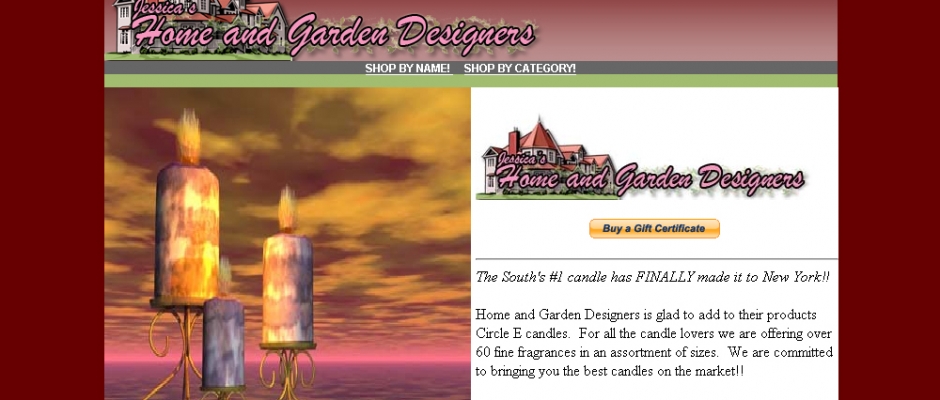 Jessica's
Home and Garden Designers
SHOP BY NAME! SHOP BY CATEGORY!
Jessica's
Home and Garden Designers
Buy a Gift Certificate
The South's #1 candle has FINALLY made it to New York!!
Home and Garden Designers is glad to add to their products
Circle E candles. For all the candle lovers we are offering over
60 fine fragrances in an assortment of sizes. We are committed
to bringing you the best candles on the market!!